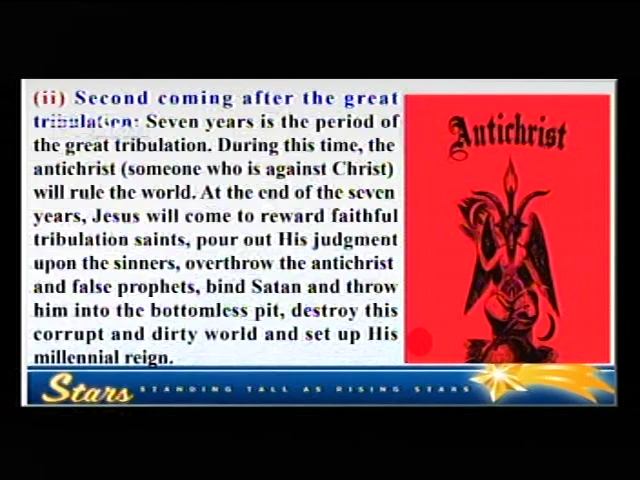 (ii) Second coming after the great
tribulation: Seven years is the period of
the great tribulation. During this time, the
antichrist (someone who is against Christ)
will rule the world. At the end of the seven
years, Jesus will come to reward faithful
tribulation saints, pour out His judgment
upon the sinners, overthrow the antichrist
and false prophets, bind Satan and throw
him into the bottomless pit, destroy this
corrupt and dirty world and set up His
millennial reign.
Antichrist
Stars STANDING TALL AS RISING STARS